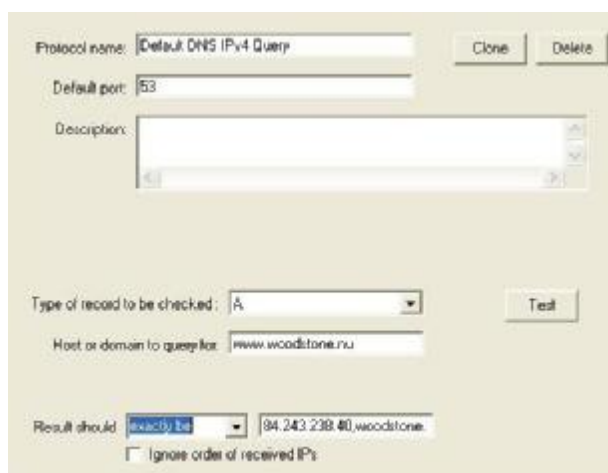 Protocol name: Default DNS IPv4 Query Clone Delete
Default port: 53
Description:
Type of record to be checked: A Test
Host or domain to query for: www.woodstone.nu
Result should exactly be 84.243.238.40,woodstone.
Ignore order of received IPs